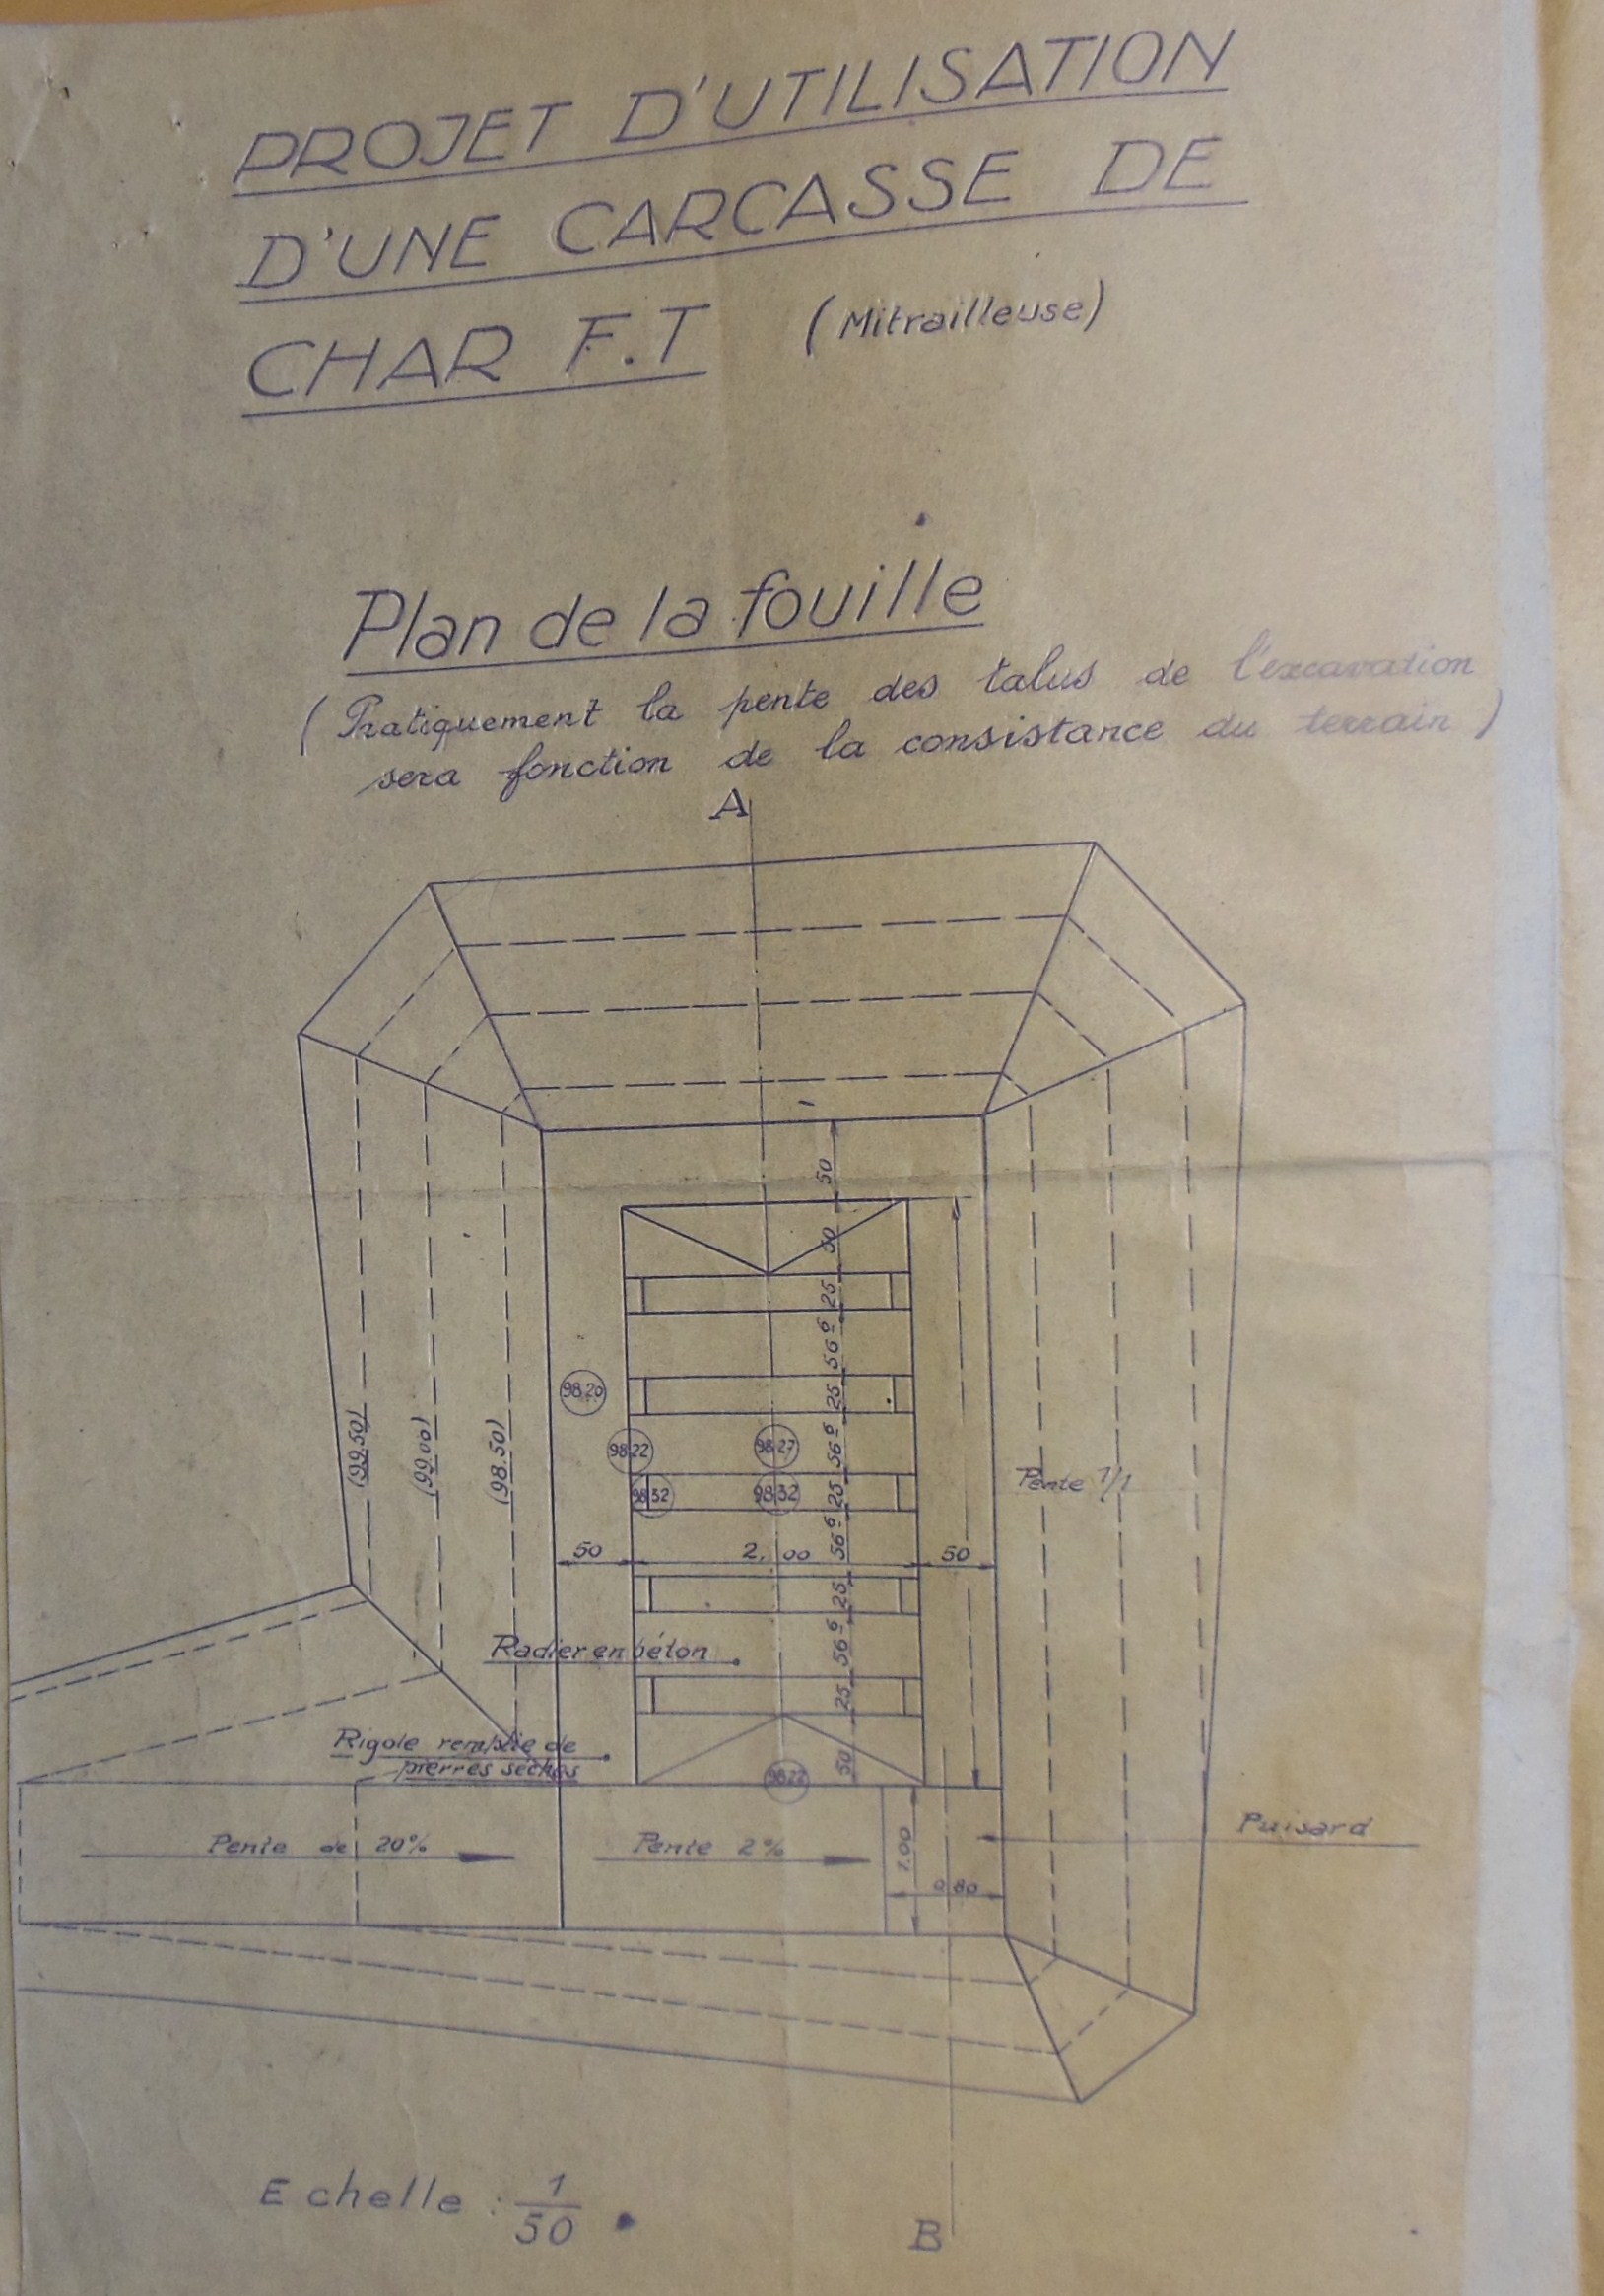 PROJET D'UTILISATION
D'UNE CARCASSE DE
CHAR F.T (Mitrailleuse)
Plan de la fouille
(Pratiquement la pente des talus de l'excavation
sera fonction de la consistance du terrain)
A
50
50
25
56⁶
98.20
25
(99.50)
(99.00)
(98.50)
98.22
98.27
56⁶
98.32
98.32
25
Pente 1/1
56⁶
50
2,00
50
25
Radier en béton
56⁶
25
Rigole remplie de
pierres sèches
50
98.22
Pente de 20%
Pente 2%
1.00
Puisard
0.80
Echelle : 1/50.
B